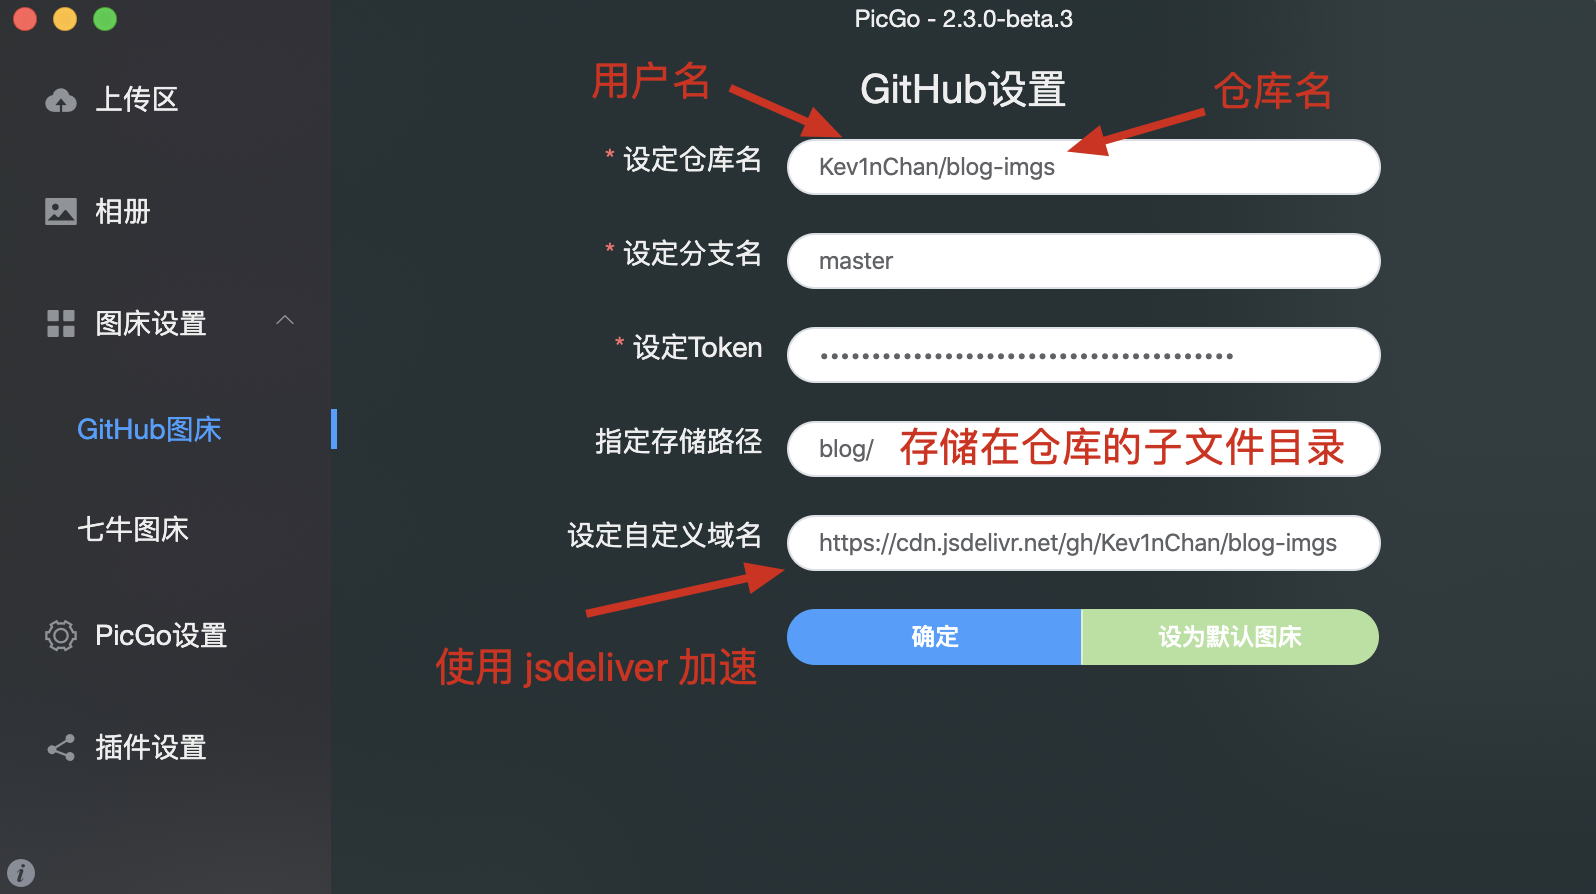 PicGo - 2.3.0-beta.3
上传区
相册
图床设置
GitHub图床
七牛图床
PicGo设置
插件设置
用户名
GitHub设置
仓库名
* 设定仓库名
Kev1nChan/blog-imgs
* 设定分支名
master
* 设定Token
••••••••••••••••••••••••••••••••••••••••
指定存储路径
blog/
存储在仓库的子文件目录
设定自定义域名
https://cdn.jsdelivr.net/gh/Kev1nChan/blog-imgs
使用 jsdeliver 加速
确定
设为默认图床